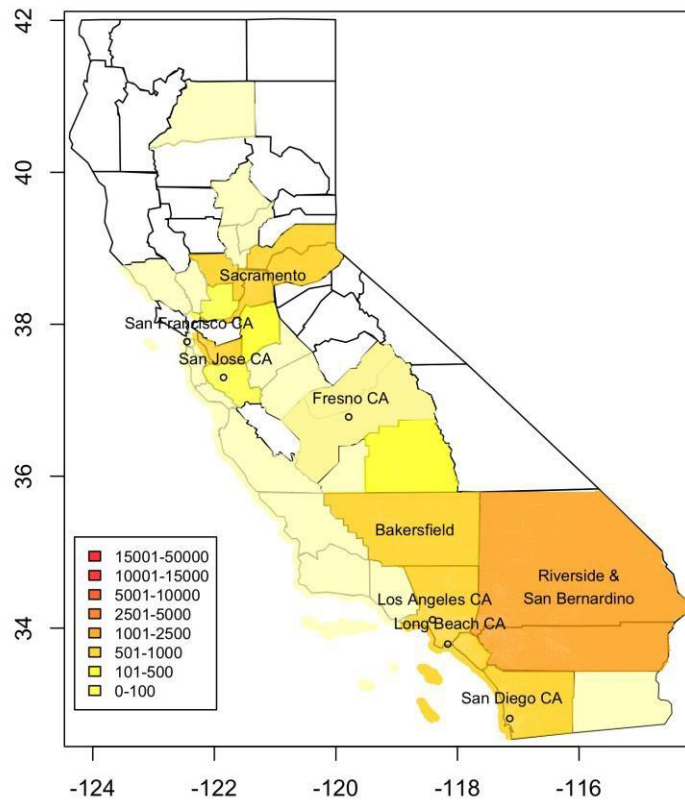 42
40
38
36
34
Sacramento
San Francisco CA
San Jose CA
Fresno CA
Bakersfield
Riverside &
San Bernardino
Los Angeles CA
Long Beach CA
San Diego CA
15001-50000
10001-15000
5001-10000
2501-5000
1001-2500
501-1000
101-500
0-100
-124
-122
-120
-118
-116